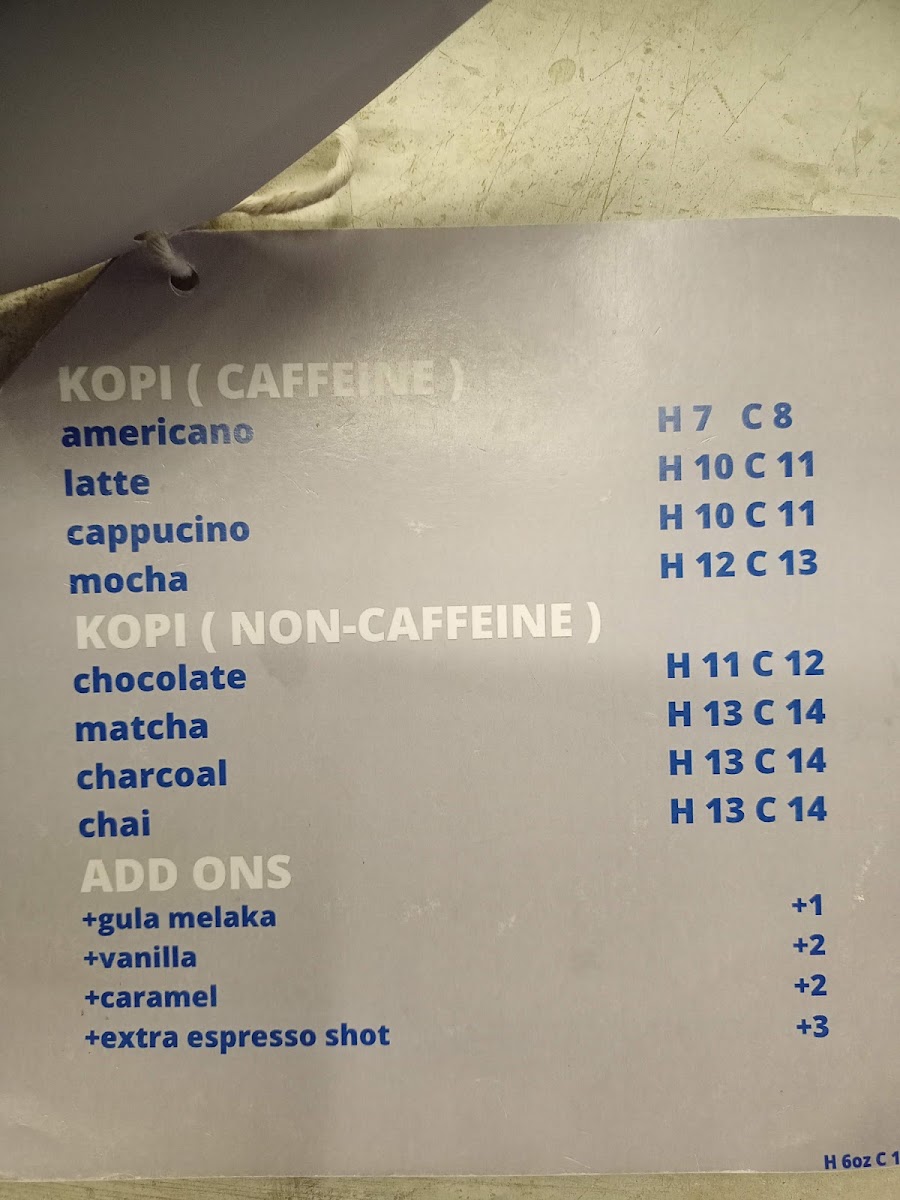 KOPI ( CAFFEINE )
americano H 7 C 8
latte H 10 C 11
cappucino H 10 C 11
mocha H 12 C 13
KOPI ( NON-CAFFEINE )
chocolate H 11 C 12
matcha H 13 C 14
charcoal H 13 C 14
chai H 13 C 14
ADD ONS
+gula melaka +1
+vanilla +2
+caramel +2
+extra espresso shot +3
H 6oz C